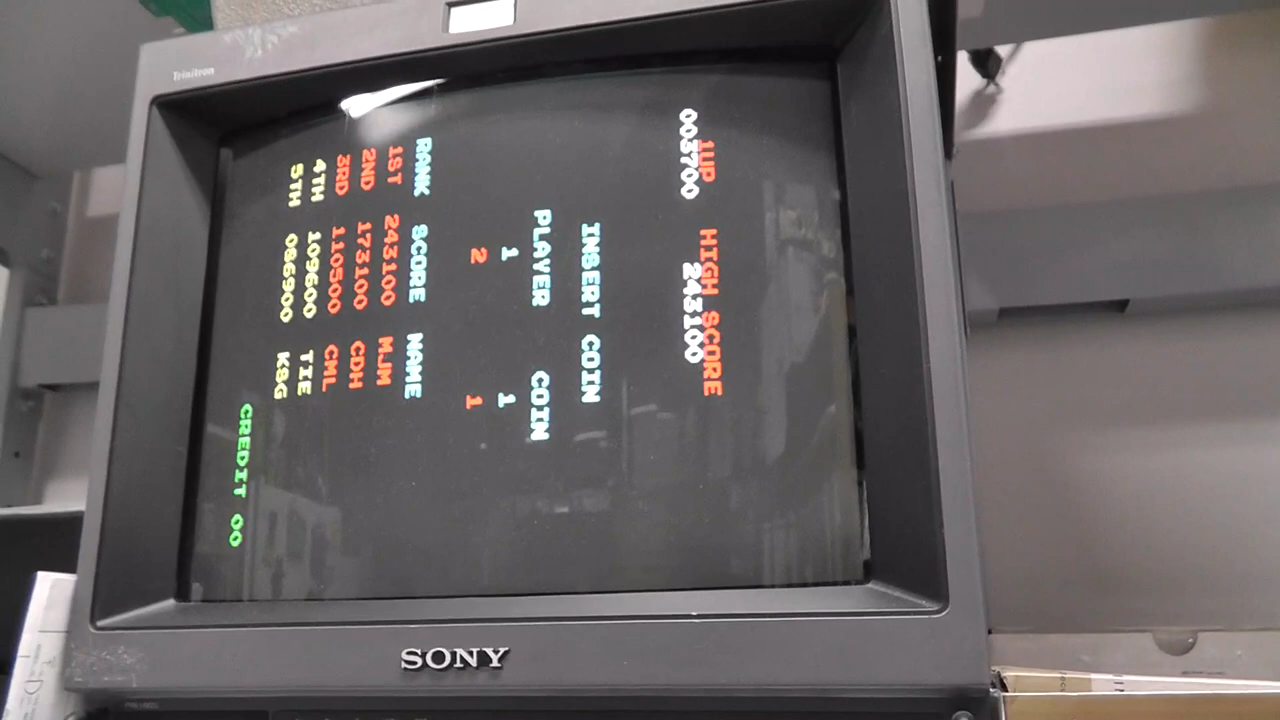 Trinitron
1UP HIGH SCORE
003700 243100
INSERT COIN
PLAYER COIN
1 1
2 1
RANK SCORE NAME
1ST 243100 MJM
2ND 173100 CDH
3RD 110500 CML
4TH 109600 TIE
5TH 086900 KSG
CREDIT 00
SONY